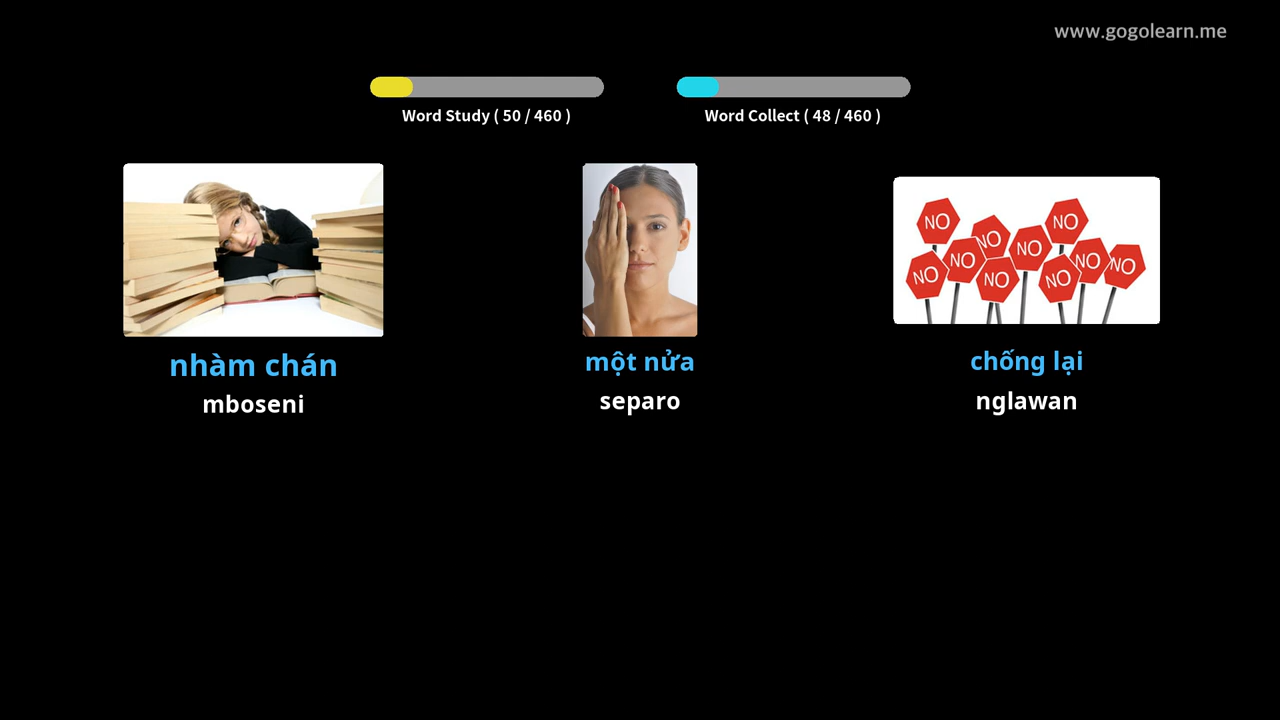 www.gogolearn.me
Word Study ( 50 / 460 )
Word Collect ( 48 / 460 )
NO
NO
NO
NO
NO
NO
NO
NO
NO
NO
nhàm chán
mboseni
một nửa
separo
chống lại
nglawan